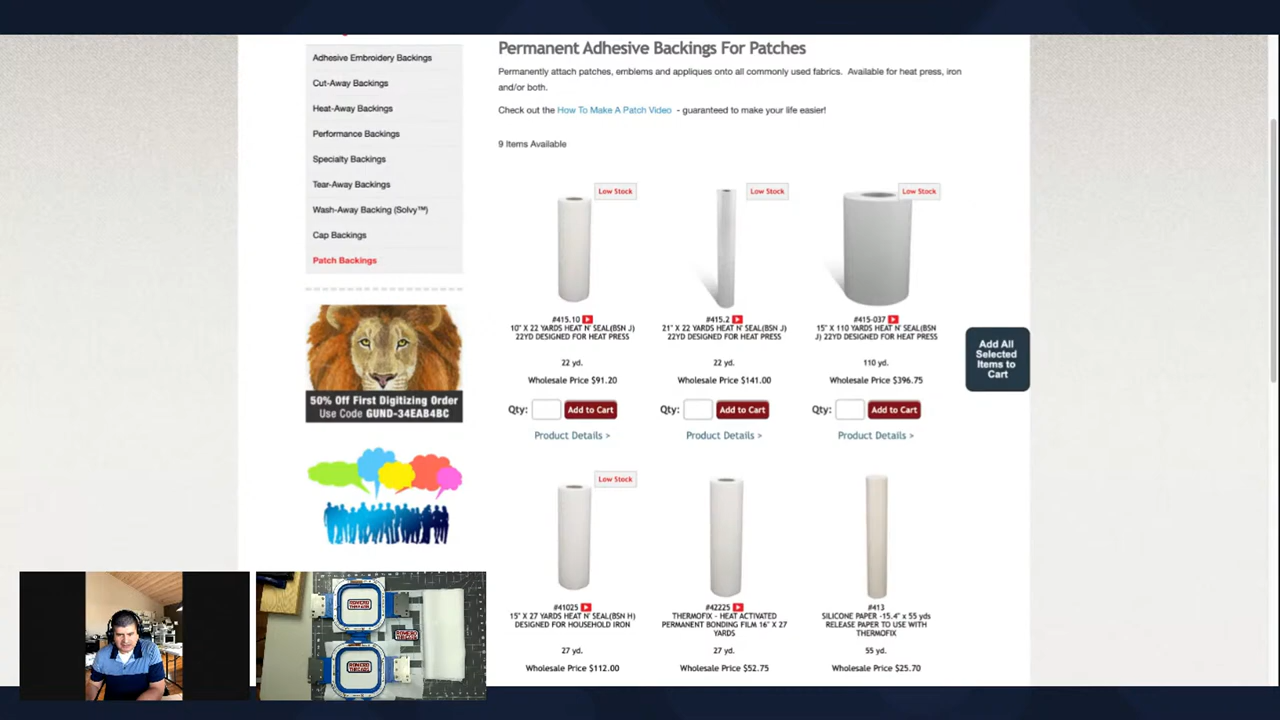 Permanent Adhesive Backings For Patches
Permanently attach patches, emblems and appliques onto all commonly used fabrics. Available for heat press, iron
and/or both.
Check out the How To Make A Patch Video - guaranteed to make your life easier!
9 Items Available
Adhesive Embroidery Backings
Cut-Away Backings
Heat-Away Backings
Performance Backings
Specialty Backings
Tear-Away Backings
Wash-Away Backing (Solvy™)
Cap Backings
Patch Backings
50% Off First Digitizing Order
Use Code GUND-34EAB4BC
Low Stock
#415.10
10" X 22 YARDS HEAT N' SEAL(BSN J)
22YD DESIGNED FOR HEAT PRESS
22 yd.
Wholesale Price $91.20
Qty: Add to Cart
Product Details >
Low Stock
#415.2
21" X 22 YARDS HEAT N' SEAL(BSN J)
22YD DESIGNED FOR HEAT PRESS
22 yd.
Wholesale Price $141.00
Qty: Add to Cart
Product Details >
Low Stock
#415-037
15" X 110 YARDS HEAT N' SEAL(BSN
J) 22YD DESIGNED FOR HEAT PRESS
110 yd.
Wholesale Price $396.75
Qty: Add to Cart
Product Details >
Add All
Selected
Items to
Cart
Low Stock
#41025
15" X 27 YARDS HEAT N' SEAL(BSN H)
DESIGNED FOR HOUSEHOLD IRON
27 yd.
Wholesale Price $112.00
#42225
THERMOFIX - HEAT ACTIVATED
PERMANENT BONDING FILM 16" X 27
YARDS
27 yd.
Wholesale Price $52.75
#413
SILICONE PAPER -15.4" x 55 yds
RELEASE PAPER TO USE WITH
THERMOFIX
55 yd.
Wholesale Price $25.70
ROMERO
THREADS
ROMERO
THREADS
ROMERO
THREADS